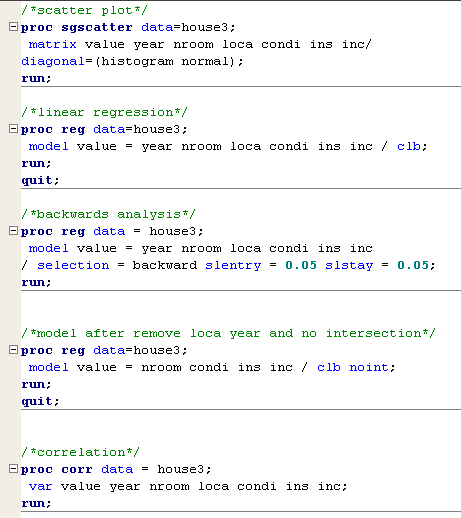 /*scatter plot*/
proc sgscatter data=house3;
matrix value year nroom loca condi ins inc/
diagonal=(histogram normal);
run;
/*linear regression*/
proc reg data=house3;
model value = year nroom loca condi ins inc / clb;
run;
quit;
/*backwards analysis*/
proc reg data = house3;
model value = year nroom loca condi ins inc
/ selection = backward slentry = 0.05 slstay = 0.05;
run;
/*model after remove loca year and no intersection*/
proc reg data=house3;
model value = nroom condi ins inc / clb noint;
run;
quit;
/*correlation*/
proc corr data = house3;
var value year nroom loca condi ins inc;
run;